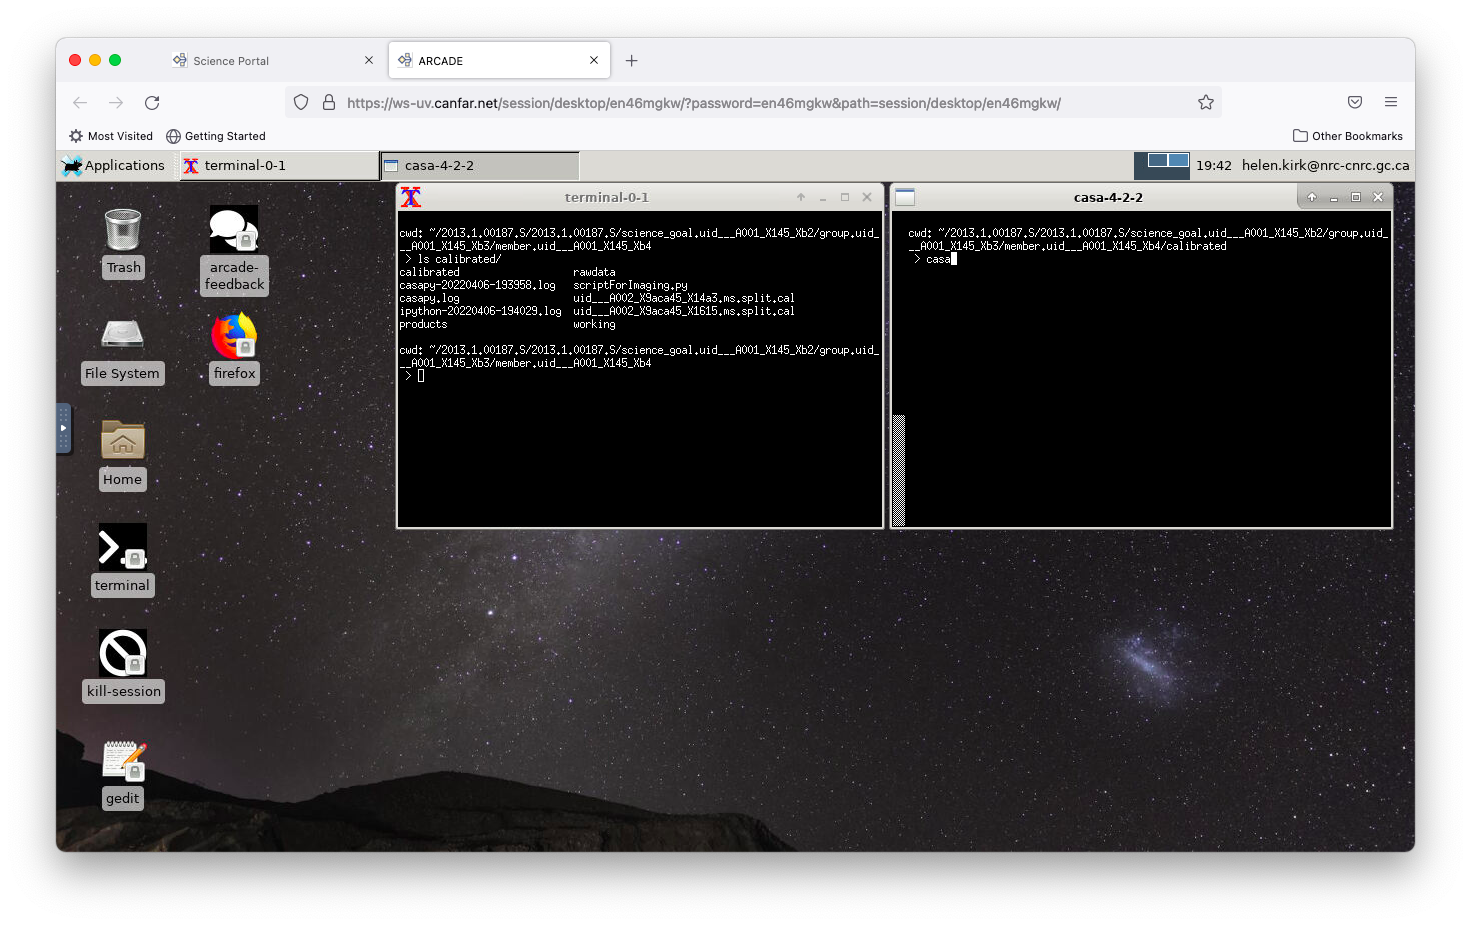 Science Portal
ARCADE
https://ws-uv.canfar.net/session/desktop/en46mgkw/?password=en46mgkw&path=session/desktop/en46mgkw/
Most Visited
Getting Started
Other Bookmarks
Applications
terminal-0-1
casa-4-2-2
19:42
helen.kirk@nrc-cnrc.gc.ca
Trash
arcade-
feedback
File System
firefox
Home
terminal
kill-session
gedit
terminal-0-1
cwd: ~/2013.1.00187.S/2013.1.00187.S/science_goal.uid___A001_X145_Xb2/group.uid_
__A001_X145_Xb3/member.uid___A001_X145_Xb4
> ls calibrated/
calibrated rawdata
casapy-20220406-193958.log scriptForImaging.py
casapy.log uid___A002_X9aca45_X14a3.ms.split.cal
ipython-20220406-194029.log uid___A002_X9aca45_X1615.ms.split.cal
products working
cwd: ~/2013.1.00187.S/2013.1.00187.S/science_goal.uid___A001_X145_Xb2/group.uid_
__A001_X145_Xb3/member.uid___A001_X145_Xb4
>
casa-4-2-2
cwd: ~/2013.1.00187.S/2013.1.00187.S/science_goal.uid___A001_X145_Xb2/group.uid_
__A001_X145_Xb3/member.uid___A001_X145_Xb4/calibrated
> casa